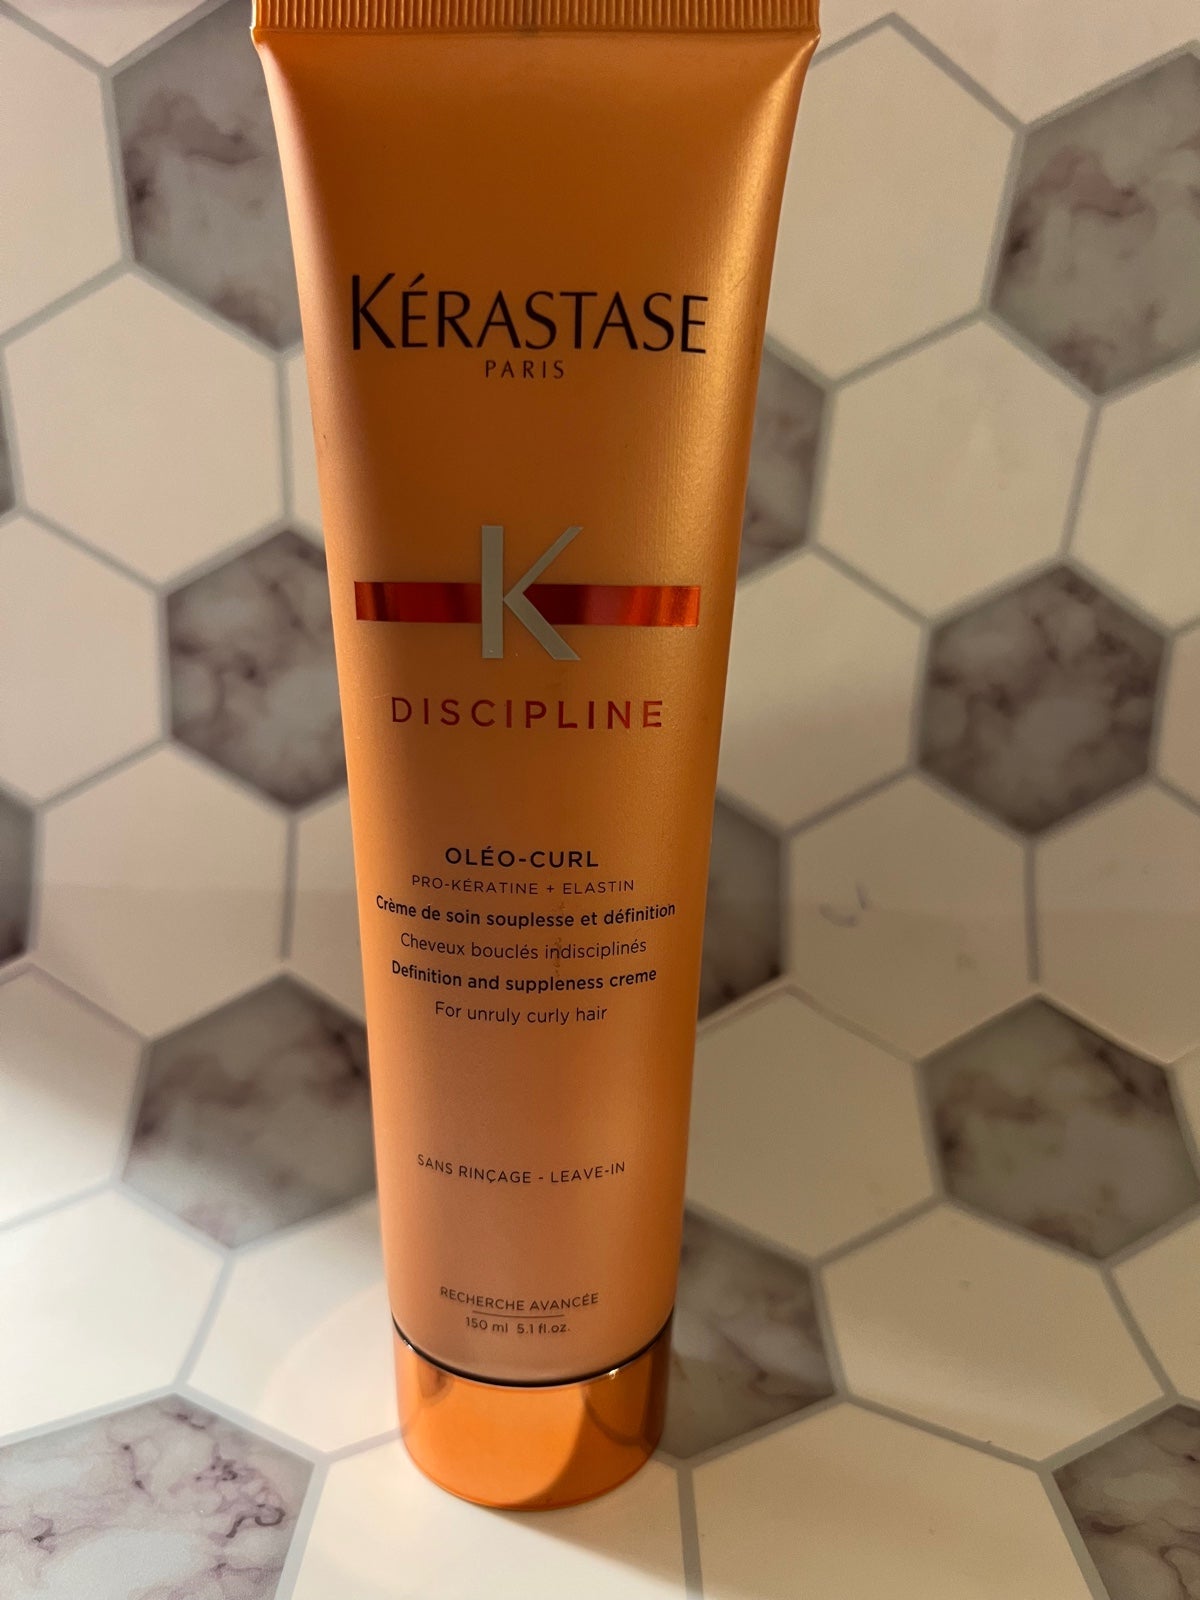 KÉRASTASE
PARIS
K
DISCIPLINE
OLÉO-CURL
PRO-KÉRATINE + ELASTIN
Crème de soin souplesse et définition
Cheveux bouclés indisciplinés
Definition and suppleness creme
For unruly curly hair
SANS RINÇAGE - LEAVE-IN
RECHERCHE AVANCÉE
150 ml 5.1 fl.oz.